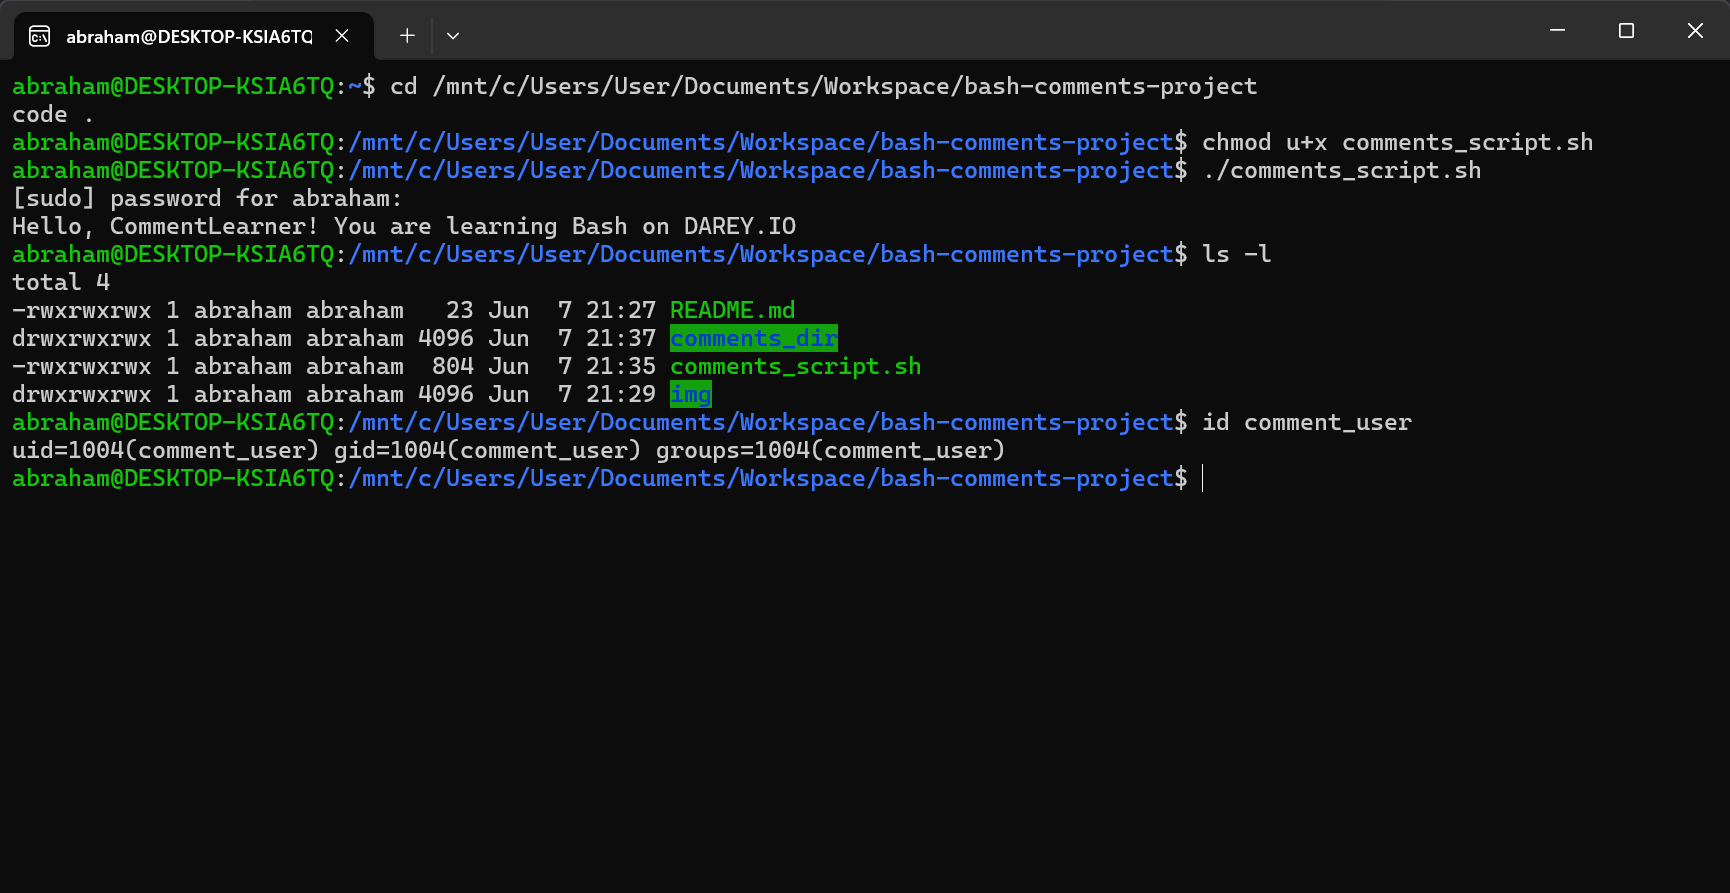 abraham@DESKTOP-KSIA6TQ
abraham@DESKTOP-KSIA6TQ:~$ cd /mnt/c/Users/User/Documents/Workspace/bash-comments-project
code .
abraham@DESKTOP-KSIA6TQ:/mnt/c/Users/User/Documents/Workspace/bash-comments-project$ chmod u+x comments_script.sh
abraham@DESKTOP-KSIA6TQ:/mnt/c/Users/User/Documents/Workspace/bash-comments-project$ ./comments_script.sh
[sudo] password for abraham:
Hello, CommentLearner! You are learning Bash on DAREY.IO
abraham@DESKTOP-KSIA6TQ:/mnt/c/Users/User/Documents/Workspace/bash-comments-project$ ls -l
total 4
-rwxrwxrwx 1 abraham abraham   23 Jun  7 21:27 README.md
drwxrwxrwx 1 abraham abraham 4096 Jun  7 21:37 comments_dir
-rwxrwxrwx 1 abraham abraham  804 Jun  7 21:35 comments_script.sh
drwxrwxrwx 1 abraham abraham 4096 Jun  7 21:29 img
abraham@DESKTOP-KSIA6TQ:/mnt/c/Users/User/Documents/Workspace/bash-comments-project$ id comment_user
uid=1004(comment_user) gid=1004(comment_user) groups=1004(comment_user)
abraham@DESKTOP-KSIA6TQ:/mnt/c/Users/User/Documents/Workspace/bash-comments-project$